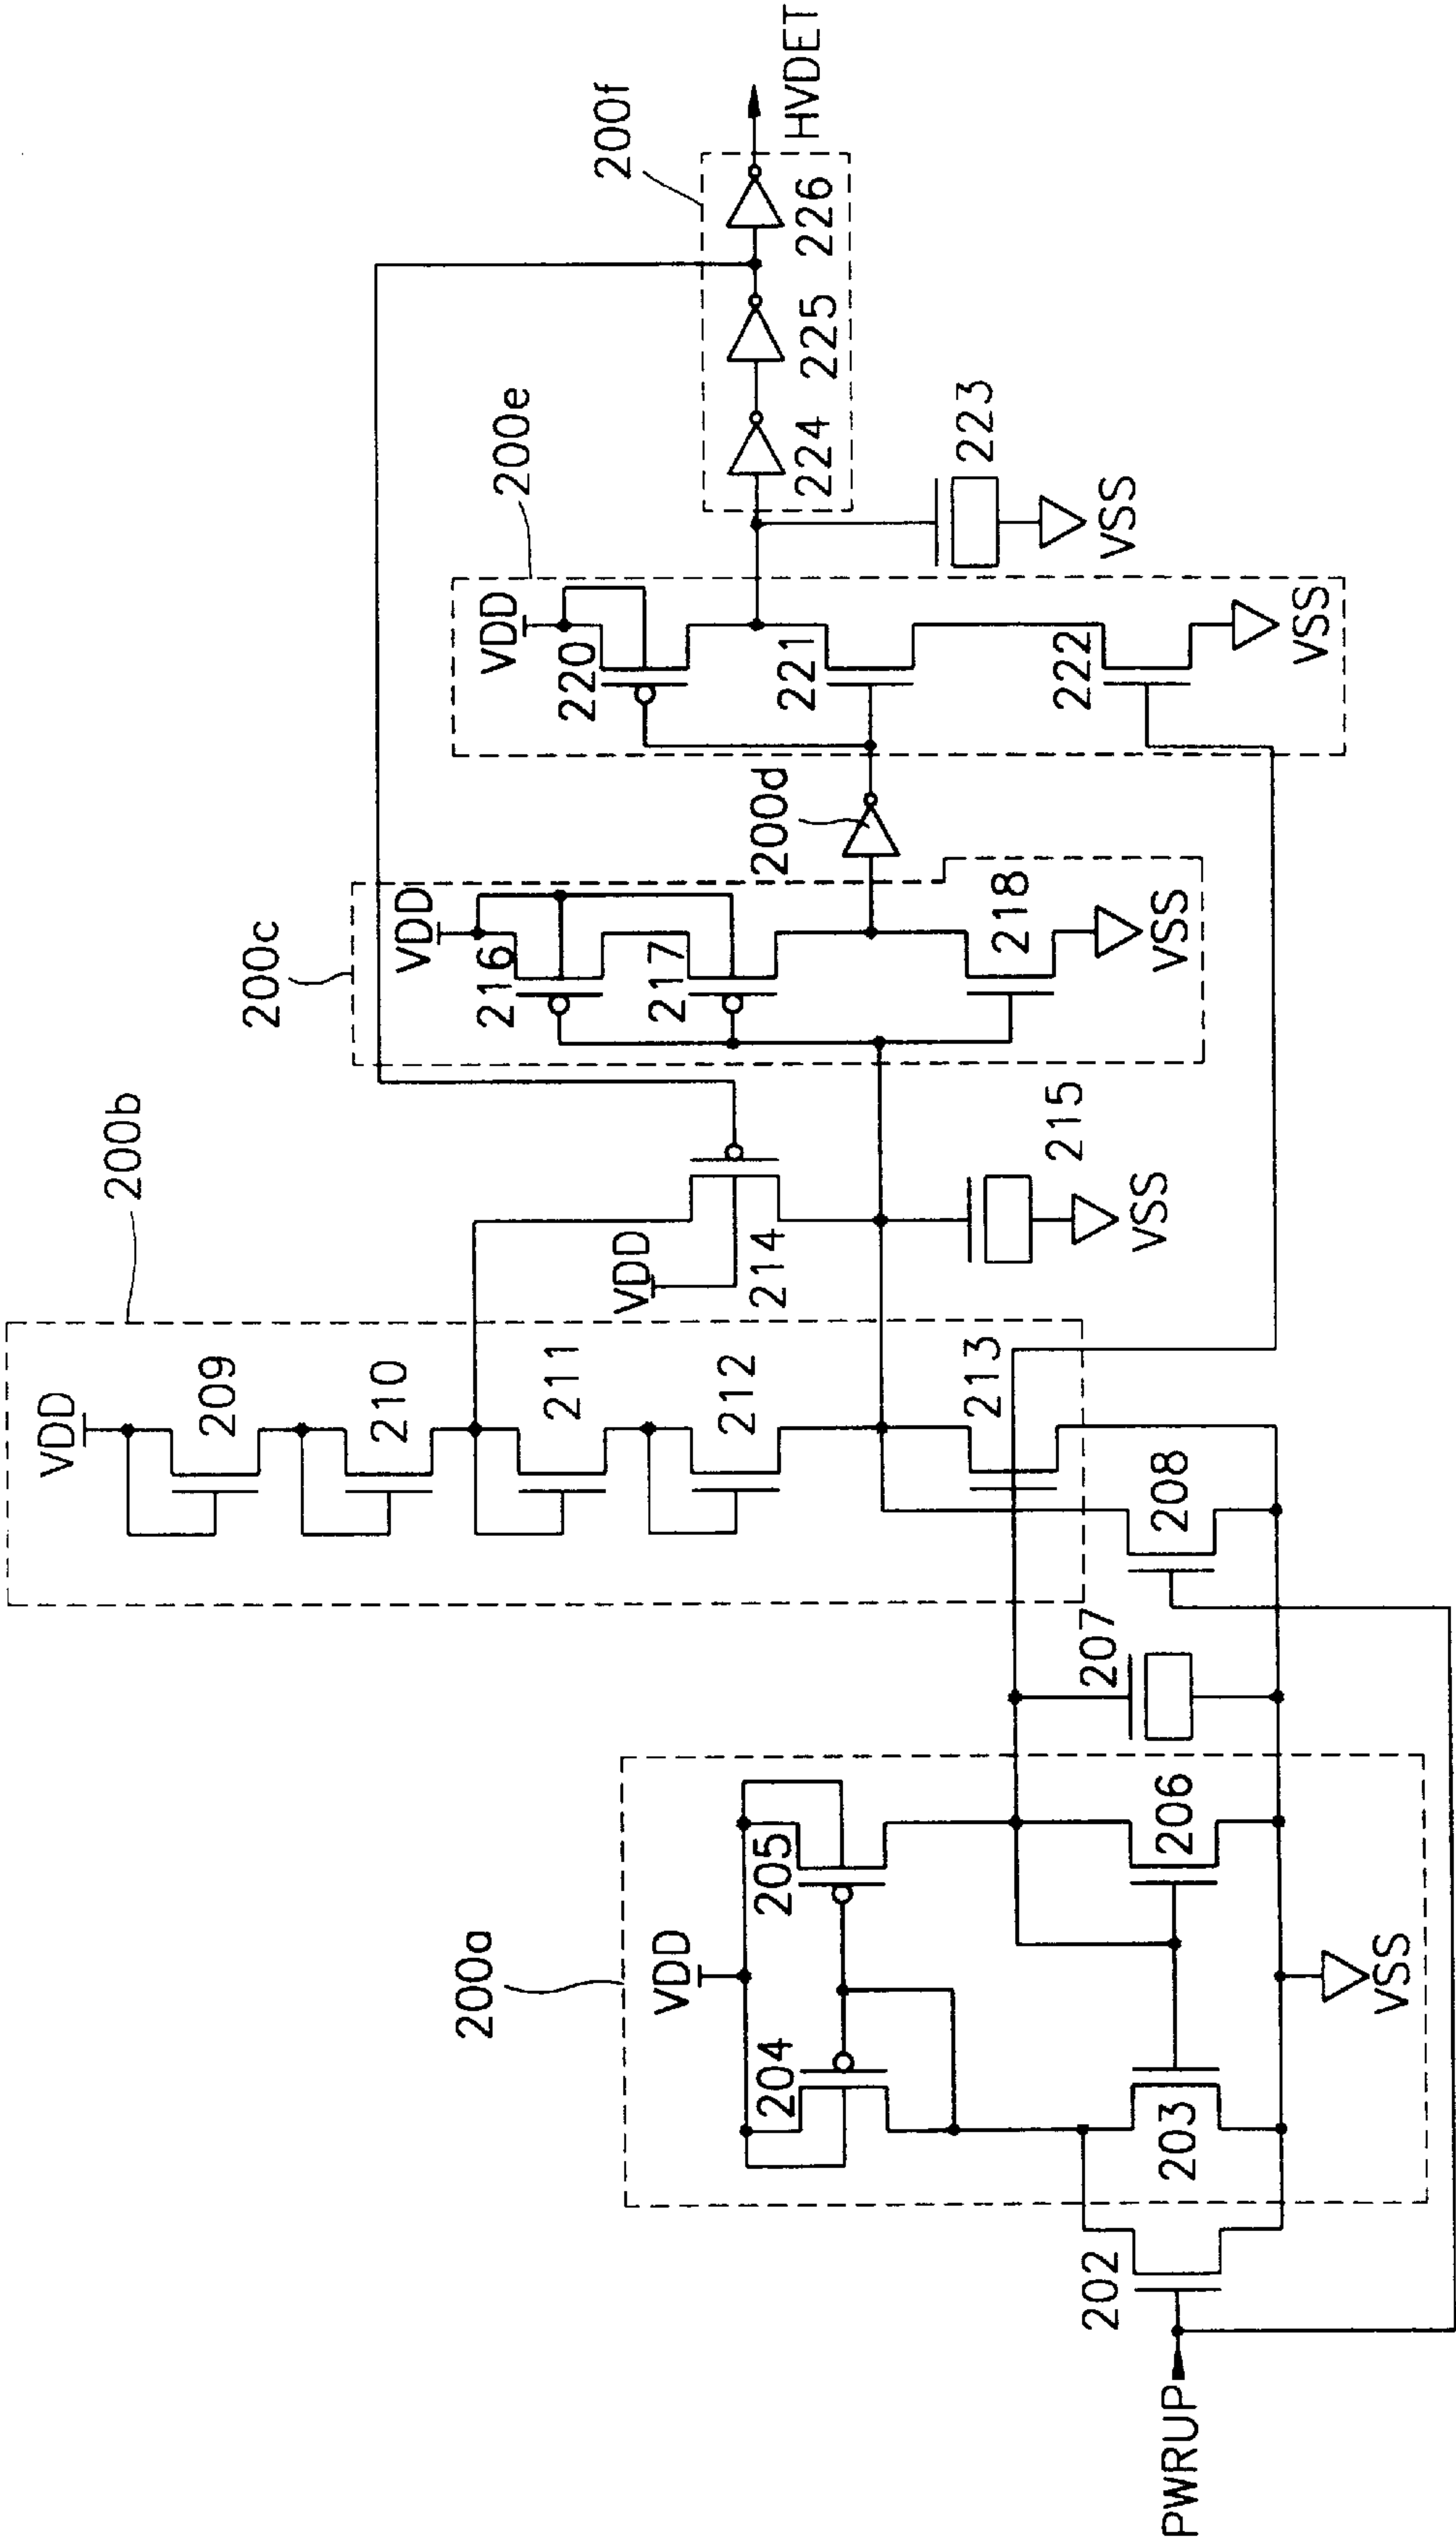 200f
HVDET
226
225
224
200e
223
VSS
VDD
220
221
222
VSS
200d
200c
VDD
216
217
218
VSS
200b
215
VSS
VDD
214
VDD
209
210
211
212
213
208
207
200a
VDD
205
206
204
203
VSS
202
PWRUP